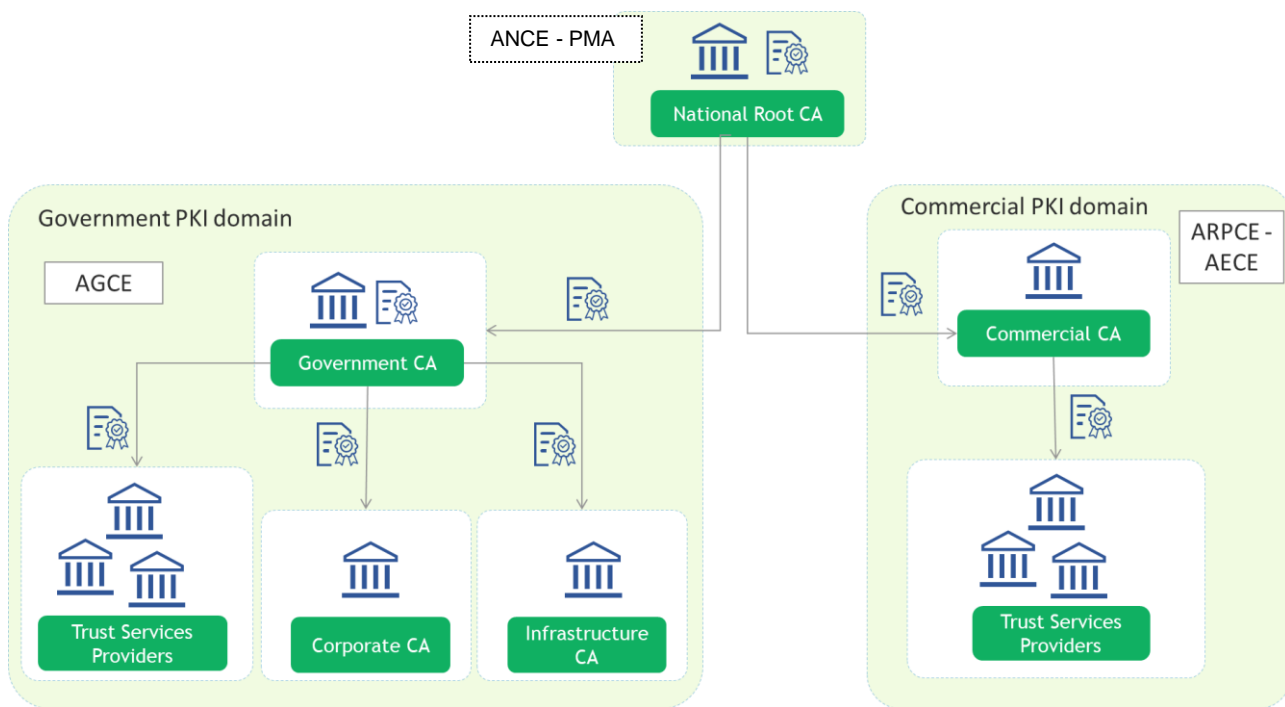 ANCE - PMA
National Root CA
Government PKI domain
AGCE
Government CA
Trust Services
Providers
Corporate CA
Infrastructure
CA
Commercial PKI domain
ARPCE -
AECE
Commercial CA
Trust Services
Providers